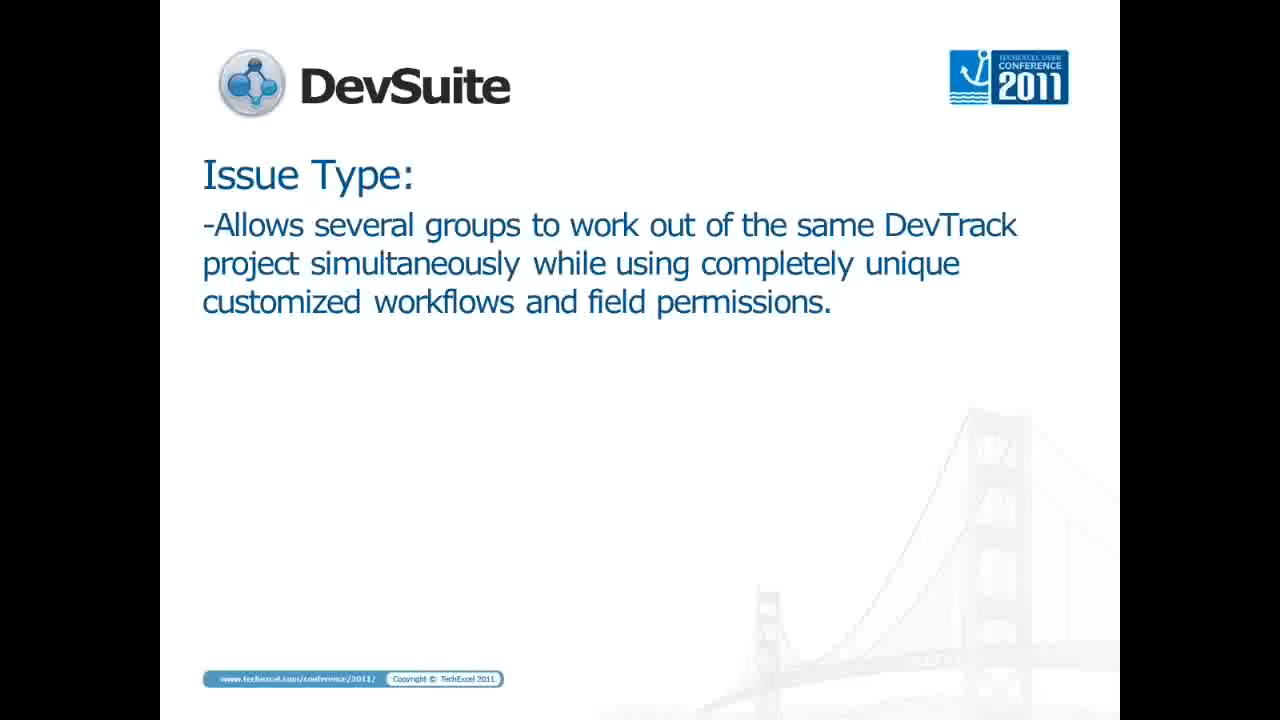 DevSuite
TECHEXCEL USER
CONFERENCE
2011
Issue Type:
-Allows several groups to work out of the same DevTrack
project simultaneously while using completely unique
customized workflows and field permissions.
www.techexcel.com/conference/2011/ Copyright © TechExcel 2011